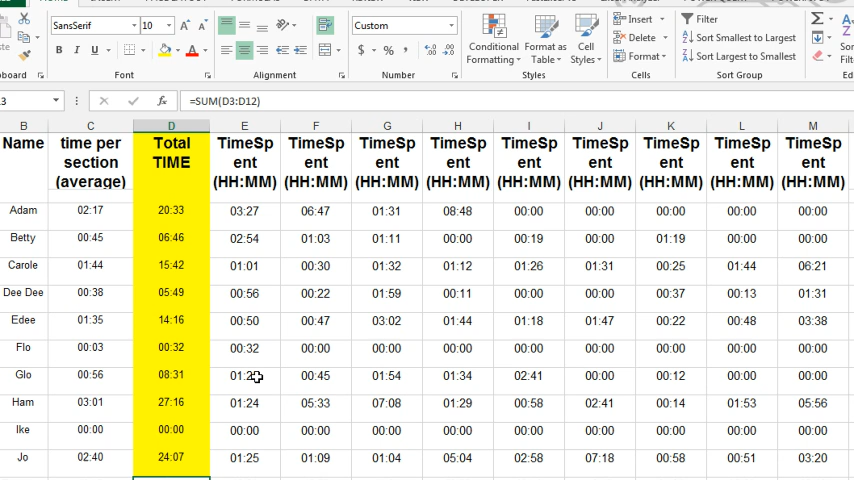 SansSerif 10 A A Custom Insert Filter Σ A
B I U A $ % , Conditional Format as Cell Delete Sort Smallest to Largest
Formatting Table Styles Format Sort Largest to Smallest
Font Alignment Number Styles Cells Sort Group
fx =SUM(D3:D12)
B C D E F G H I J K L M
Name time per section (average) Total TIME TimeSpent (HH:MM) TimeSpent (HH:MM) TimeSpent (HH:MM) TimeSpent (HH:MM) TimeSpent (HH:MM) TimeSpent (HH:MM) TimeSpent (HH:MM) TimeSpent (HH:MM) TimeSpent (HH:MM)
Adam 02:17 20:33 03:27 06:47 01:31 08:48 00:00 00:00 00:00 00:00 00:00
Betty 00:45 06:46 02:54 01:03 01:11 00:00 00:19 00:00 01:19 00:00 00:00
Carole 01:44 15:42 01:01 00:30 01:32 01:12 01:26 01:31 00:25 01:44 06:21
Dee Dee 00:38 05:49 00:56 00:22 01:59 00:11 00:00 00:00 00:37 00:13 01:31
Edee 01:35 14:16 00:50 00:47 03:02 01:44 01:18 01:47 00:22 00:48 03:38
Flo 00:03 00:32 00:32 00:00 00:00 00:00 00:00 00:00 00:00 00:00 00:00
Glo 00:56 08:31 00:45 01:54 01:34 02:41 00:00 00:12 00:00 00:00
Ham 03:01 27:16 01:24 05:33 07:08 01:29 00:58 02:41 00:14 01:53 05:56
Ike 00:00 00:00 00:00 00:00 00:00 00:00 00:00 00:00 00:00 00:00 00:00
Jo 02:40 24:07 01:25 01:09 01:04 05:04 02:58 07:18 00:58 00:51 03:20